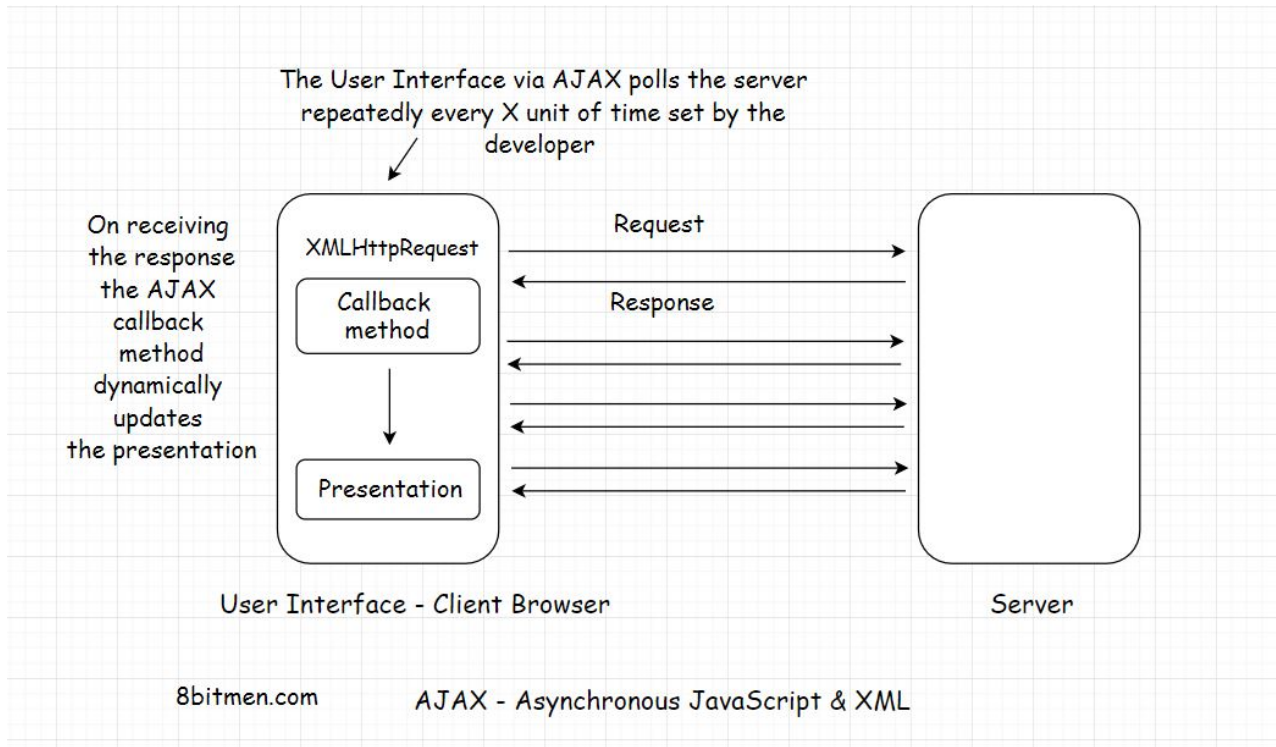 The User Interface via AJAX polls the server
repeatedly every X unit of time set by the
developer
On receiving
the response
the AJAX
callback
method
dynamically
updates
the presentation
XMLHttpRequest
Callback
method
Presentation
Request
Response
User Interface - Client Browser
Server
8bitmen.com
AJAX - Asynchronous JavaScript & XML